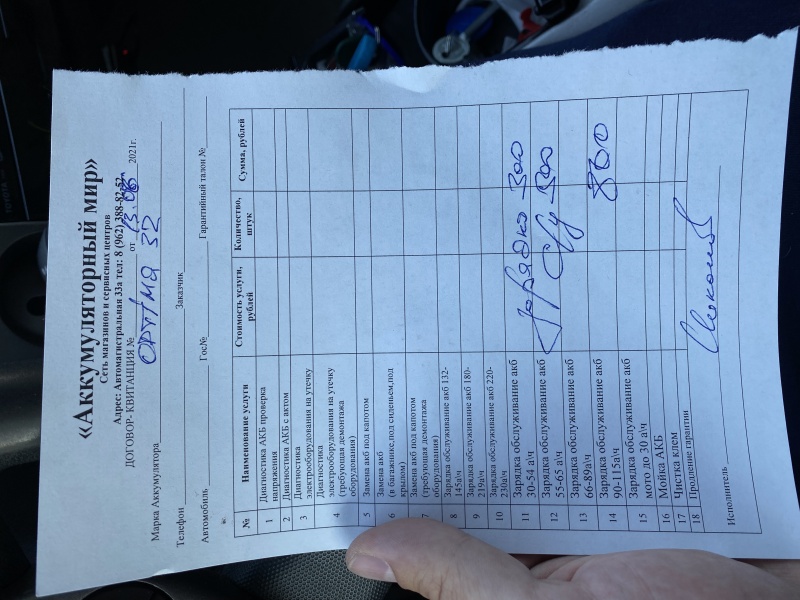 «Аккумуляторный мир»
Сеть магазинов и сервисных центров
Адрес: Автомагистральная 33а тел: 8 (962) 388-82-52
ДОГОВОР- КВИТАНЦИЯ № от 13.06 2021г.
Марка Аккумулятора OPTIMA 32
Телефон Заказчик
Автомобиль Гос№ Гарантийный талон №
№ Наименование услуги Стоимость услуги, рублей Количество, штук Сумма, рублей
1 Диагностика АКБ проверка напряжения
2 Диагностика АКБ с актом
3 Диагностика электрооборудования на утечку
4 Диагностика электрооборудования на утечку (требующая демонтажа оборудования)
5 Замена акб под капотом
6 Замена акб (в багажнике,под сиденьем,под крылом)
7 Замена акб под капотом (требующая демонтажа оборудования)
8 Зарядка обслуживание акб 132-145а\ч
9 Зарядка обслуживание акб 180-219а\ч
10 Зарядка обслуживание акб 220-230а\ч
11 Зарядка обслуживание акб 30-54 а\ч Зарядка 300
12 Зарядка обслуживание акб 55-65 а\ч 500
13 Зарядка обслуживание акб 66-89а\ч
14 Зарядка обслуживание акб 90-115а\ч 800
15 Зарядка обслуживание акб мото до 30 а\ч
16 Мойка АКБ
17 Чистка клем
18 Продление гарантии
Исполнитель